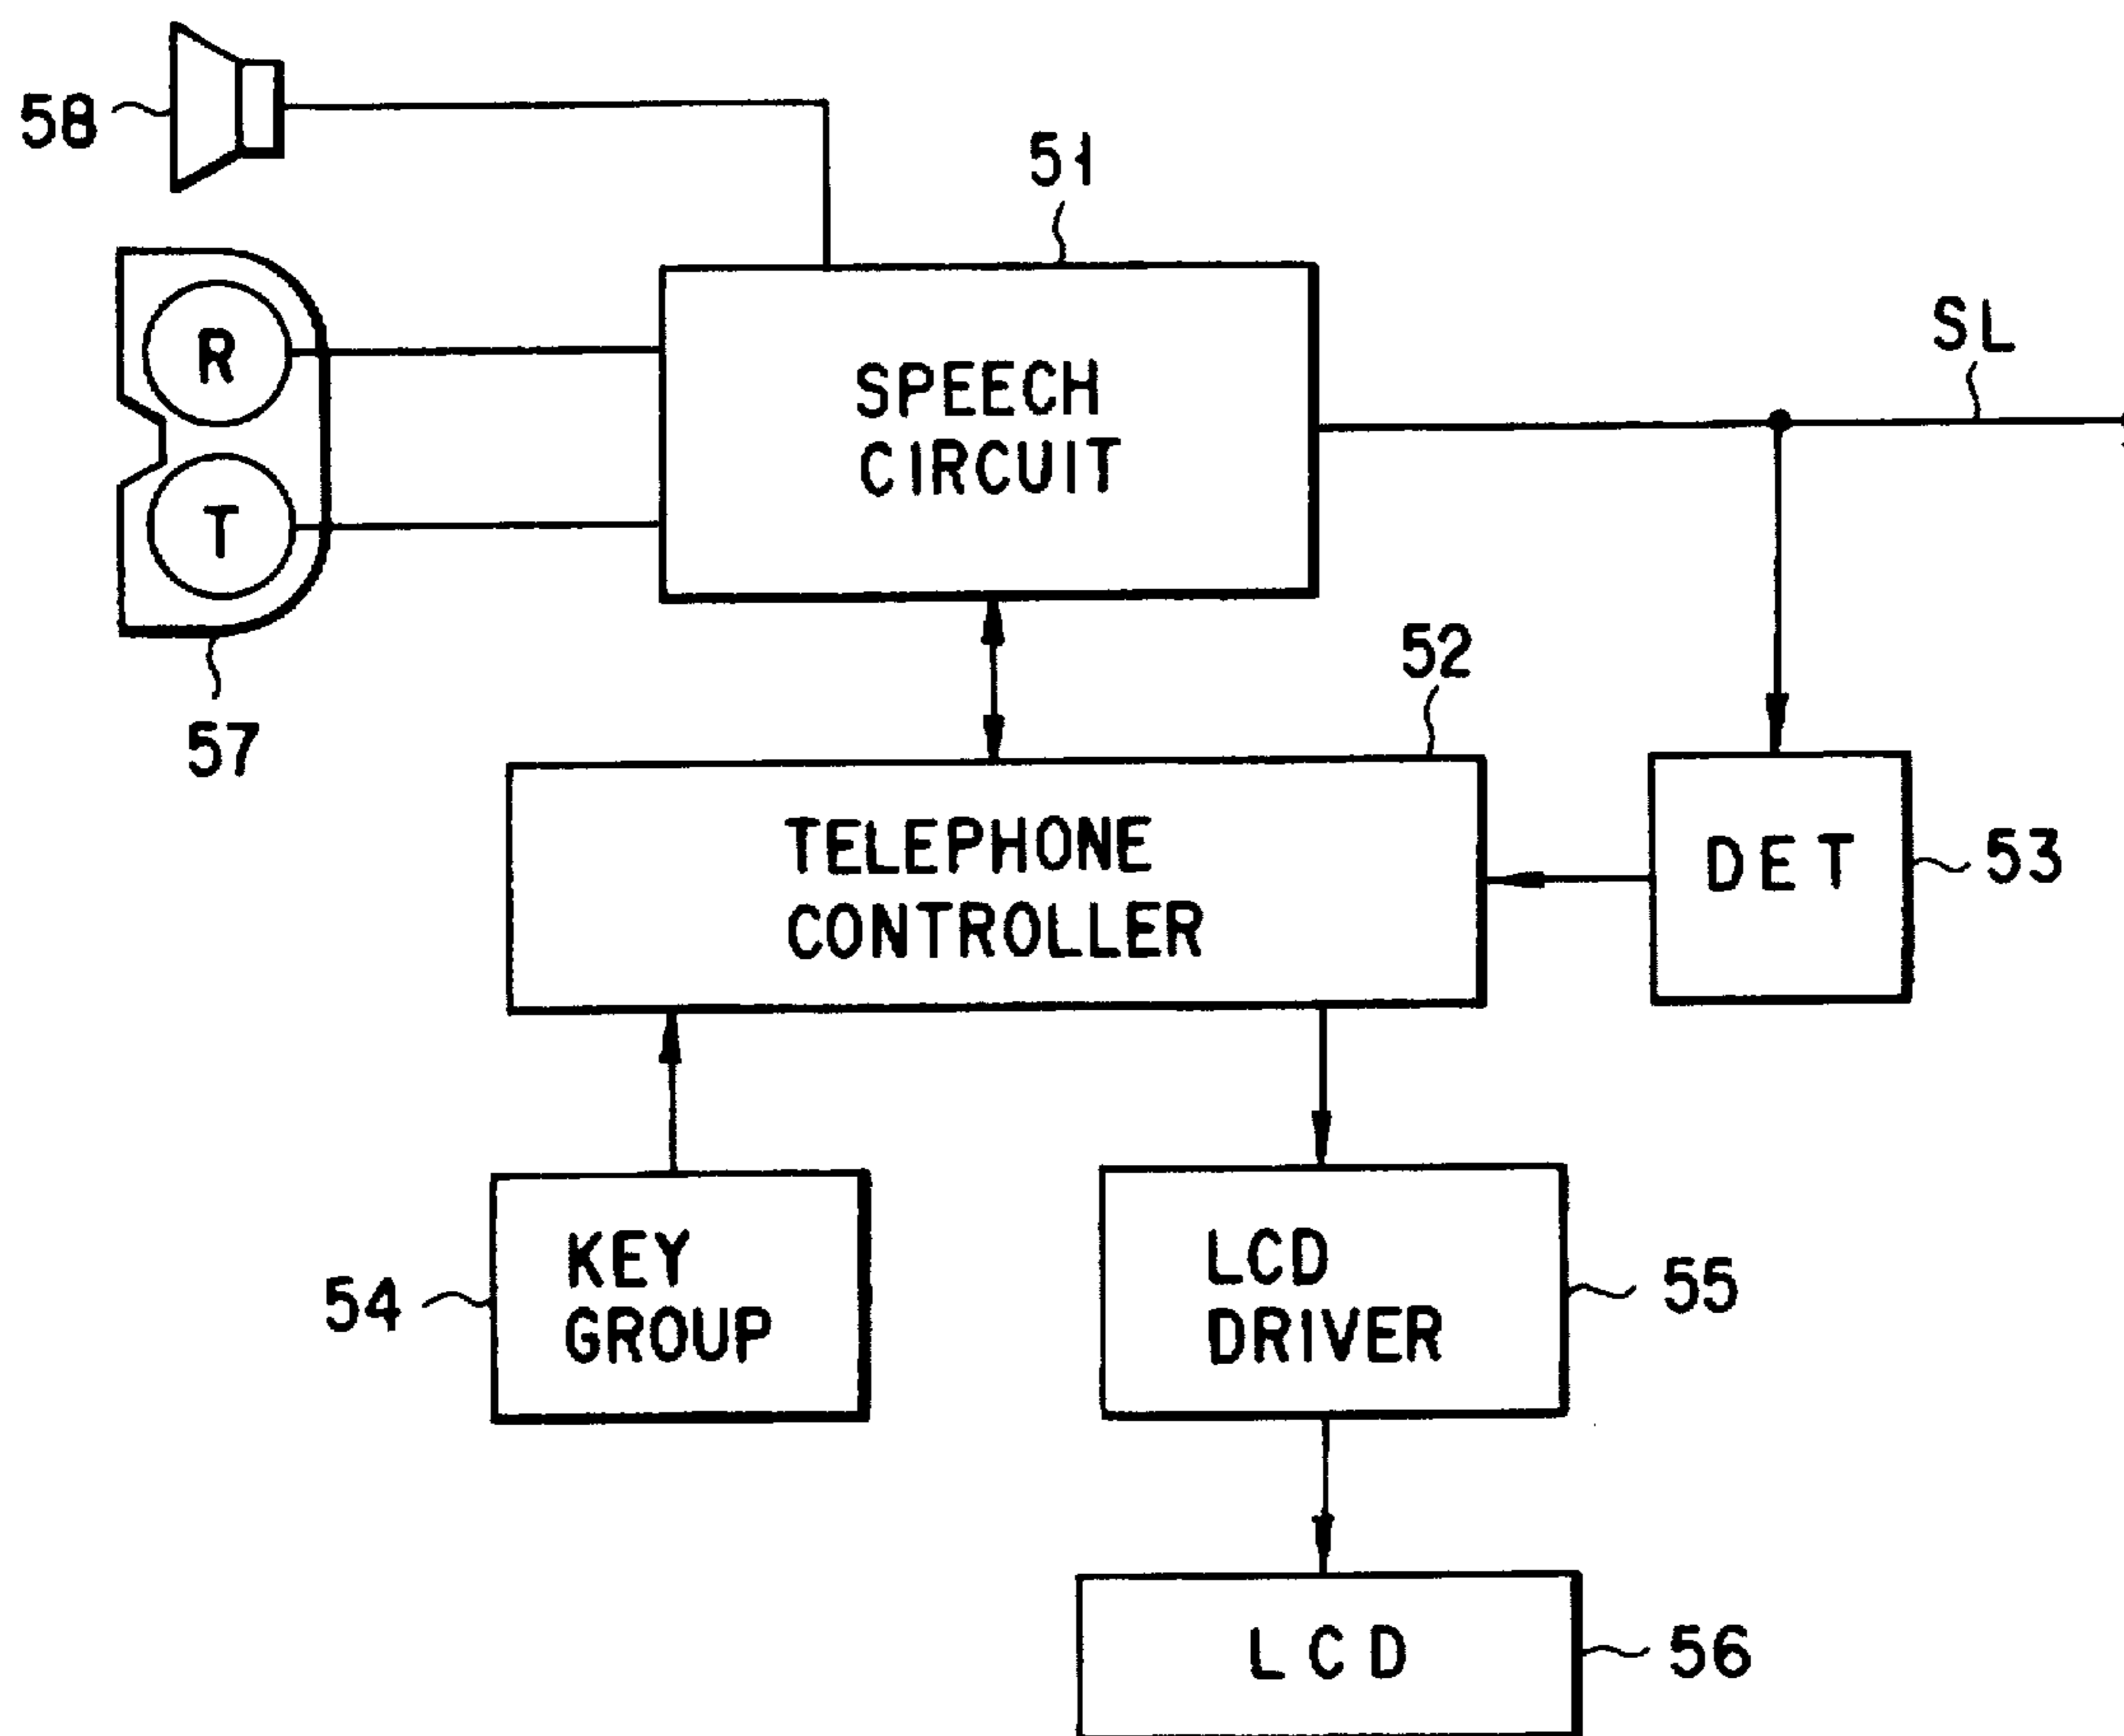 58
51
SL
R
SPEECH
CIRCUIT
T
52
57
TELEPHONE
CONTROLLER
DET
53
KEY
GROUP
54
LCD
DRIVER
55
LCD
56